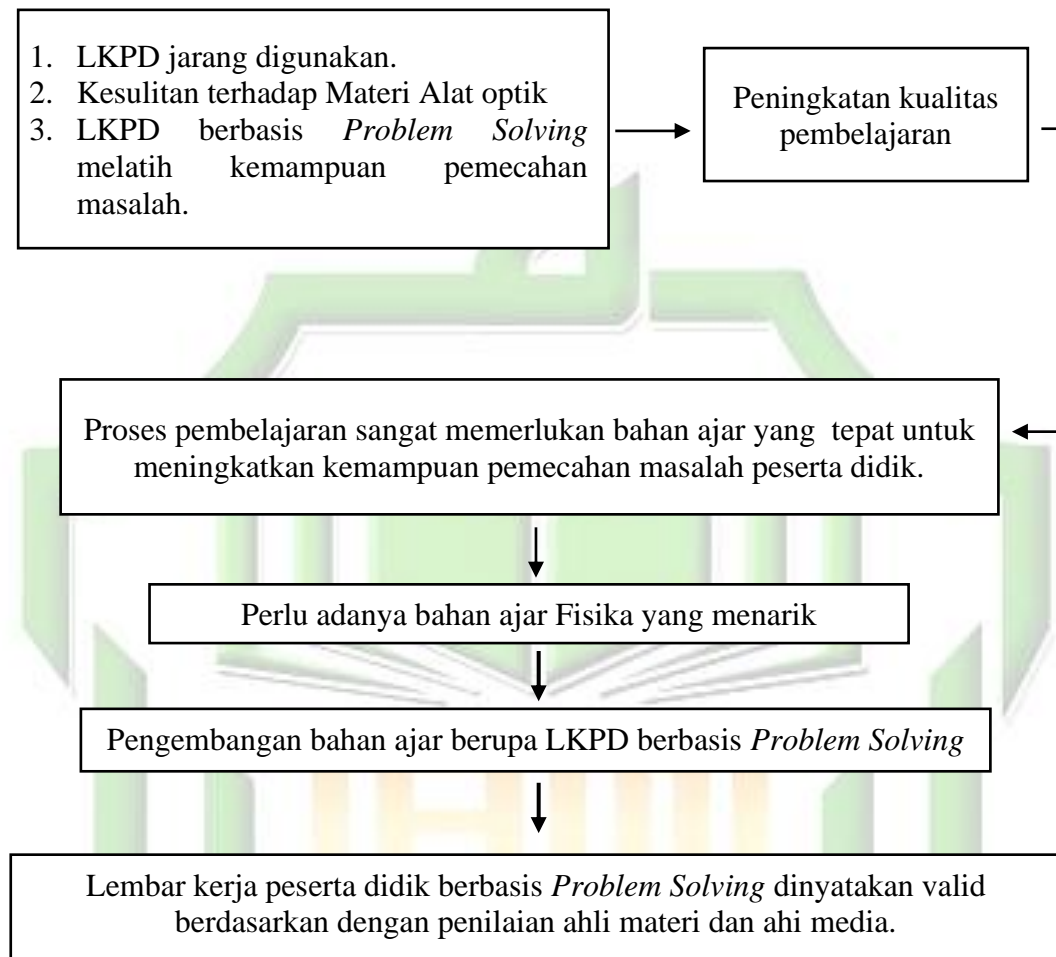 1. LKPD jarang digunakan.
2. Kesulitan terhadap Materi Alat optik
3. LKPD berbasis Problem Solving
melatih kemampuan pemecahan
masalah.
Peningkatan kualitas
pembelajaran
Proses pembelajaran sangat memerlukan bahan ajar yang tepat untuk
meningkatkan kemampuan pemecahan masalah peserta didik.
Perlu adanya bahan ajar Fisika yang menarik
Pengembangan bahan ajar berupa LKPD berbasis Problem Solving
Lembar kerja peserta didik berbasis Problem Solving dinyatakan valid
berdasarkan dengan penilaian ahli materi dan ahi media.